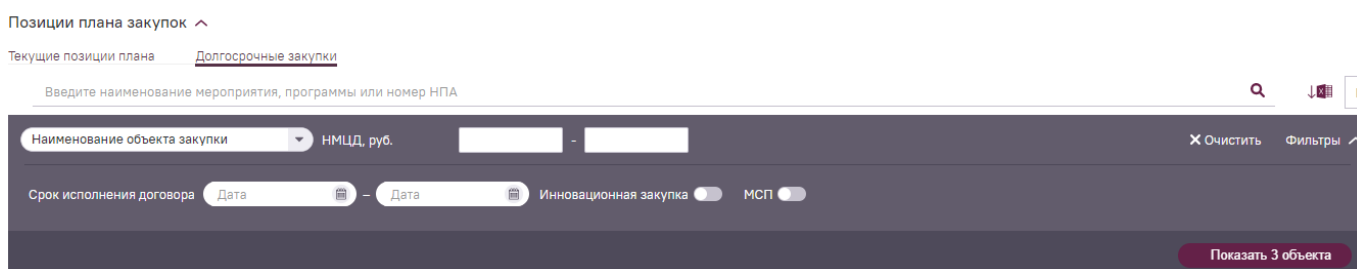 Позиции плана закупок
Текущие позиции плана Долгосрочные закупки
Введите наименование мероприятия, программы или номер НПА
Наименование объекта закупки НМЦД, руб. - Очистить Фильтры
Срок исполнения договора Дата – Дата Инновационная закупка МСП
Показать 3 объекта